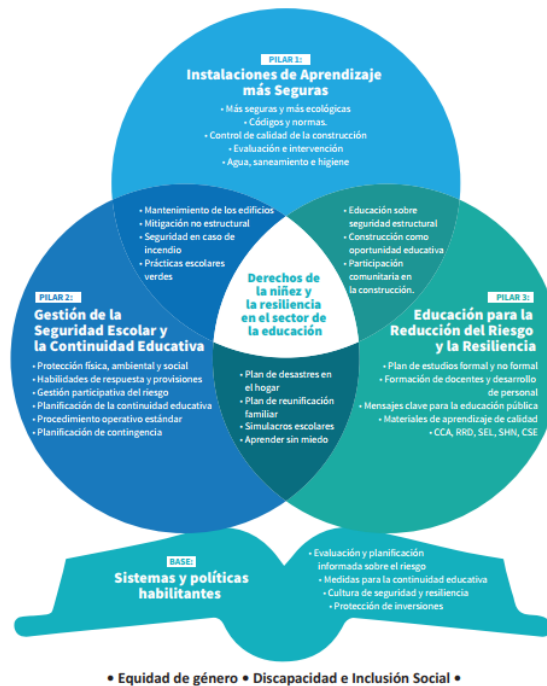 PILAR 1:
Instalaciones de Aprendizaje
más Seguras
• Más seguras y más ecológicas
• Códigos y normas.
• Control de calidad de la construcción
• Evaluación e intervención
• Agua, saneamiento e higiene
• Mantenimiento de los edificios
• Mitigación no estructural
• Seguridad en caso de
incendio
• Prácticas escolares
verdes
• Educación sobre
seguridad estructural
• Construcción como
oportunidad educativa
• Participación
comunitaria en
la construcción.
Derechos de
la niñez y
la resiliencia
en el sector de
la educación
PILAR 2:
Gestión de la
Seguridad Escolar y
la Continuidad Educativa
• Protección física, ambiental y social
• Habilidades de respuesta y provisiones
• Gestión participativa del riesgo
• Planificación de la continuidad educativa
• Procedimiento operativo estándar
• Planificación de contingencia
PILAR 3:
Educación para la
Reducción del Riesgo
y la Resiliencia
• Plan de estudios formal y no formal
• Formación de docentes y desarrollo
de personal
• Mensajes clave para la educación pública
• Materiales de aprendizaje de calidad
• CCA, RRD, SEL, SHN, CSE
• Plan de desastres en
el hogar
• Plan de reunificación
familiar
• Simulacros escolares
• Aprender sin miedo
BASE:
Sistemas y políticas
habilitantes
• Evaluación y planificación
informada sobre el riesgo
• Medidas para la continuidad educativa
• Cultura de seguridad y resiliencia
• Protección de inversiones
• Equidad de género • Discapacidad e Inclusión Social •